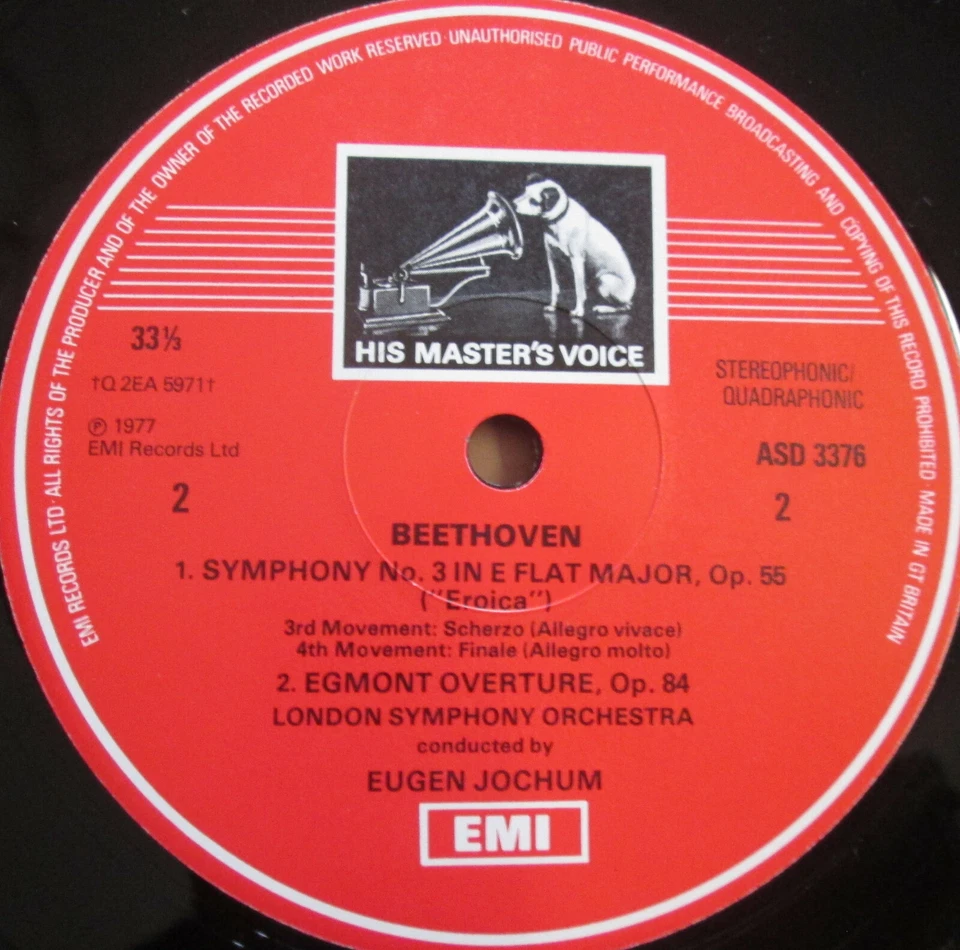 EMI RECORDS LTD · ALL RIGHTS OF THE PRODUCER AND OF THE OWNER OF THE RECORDED WORK RESERVED · UNAUTHORISED PUBLIC PERFORMANCE BROADCASTING AND COPYING OF THIS RECORD PROHIBITED · MADE IN GT BRITAIN
HIS MASTER'S VOICE
33⅓
†Q 2EA 5971†
℗ 1977
EMI Records Ltd
2
STEREOPHONIC/
QUADRAPHONIC
ASD 3376
2
BEETHOVEN
1. SYMPHONY No. 3 IN E FLAT MAJOR, Op. 55
("Eroica")
3rd Movement: Scherzo (Allegro vivace)
4th Movement: Finale (Allegro molto)
2. EGMONT OVERTURE, Op. 84
LONDON SYMPHONY ORCHESTRA
conducted by
EUGEN JOCHUM
EMI